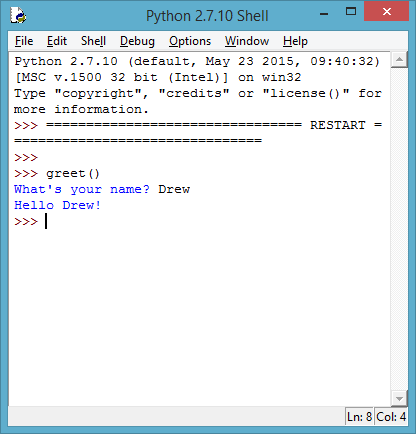 Python 2.7.10 Shell
File Edit Shell Debug Options Window Help
Python 2.7.10 (default, May 23 2015, 09:40:32)
[MSC v.1500 32 bit (Intel)] on win32
Type "copyright", "credits" or "license()" for
more information.
>>> ================================ RESTART =
===============================
>>>
>>> greet()
What's your name? Drew
Hello Drew!
>>>
Ln: 8 Col: 4